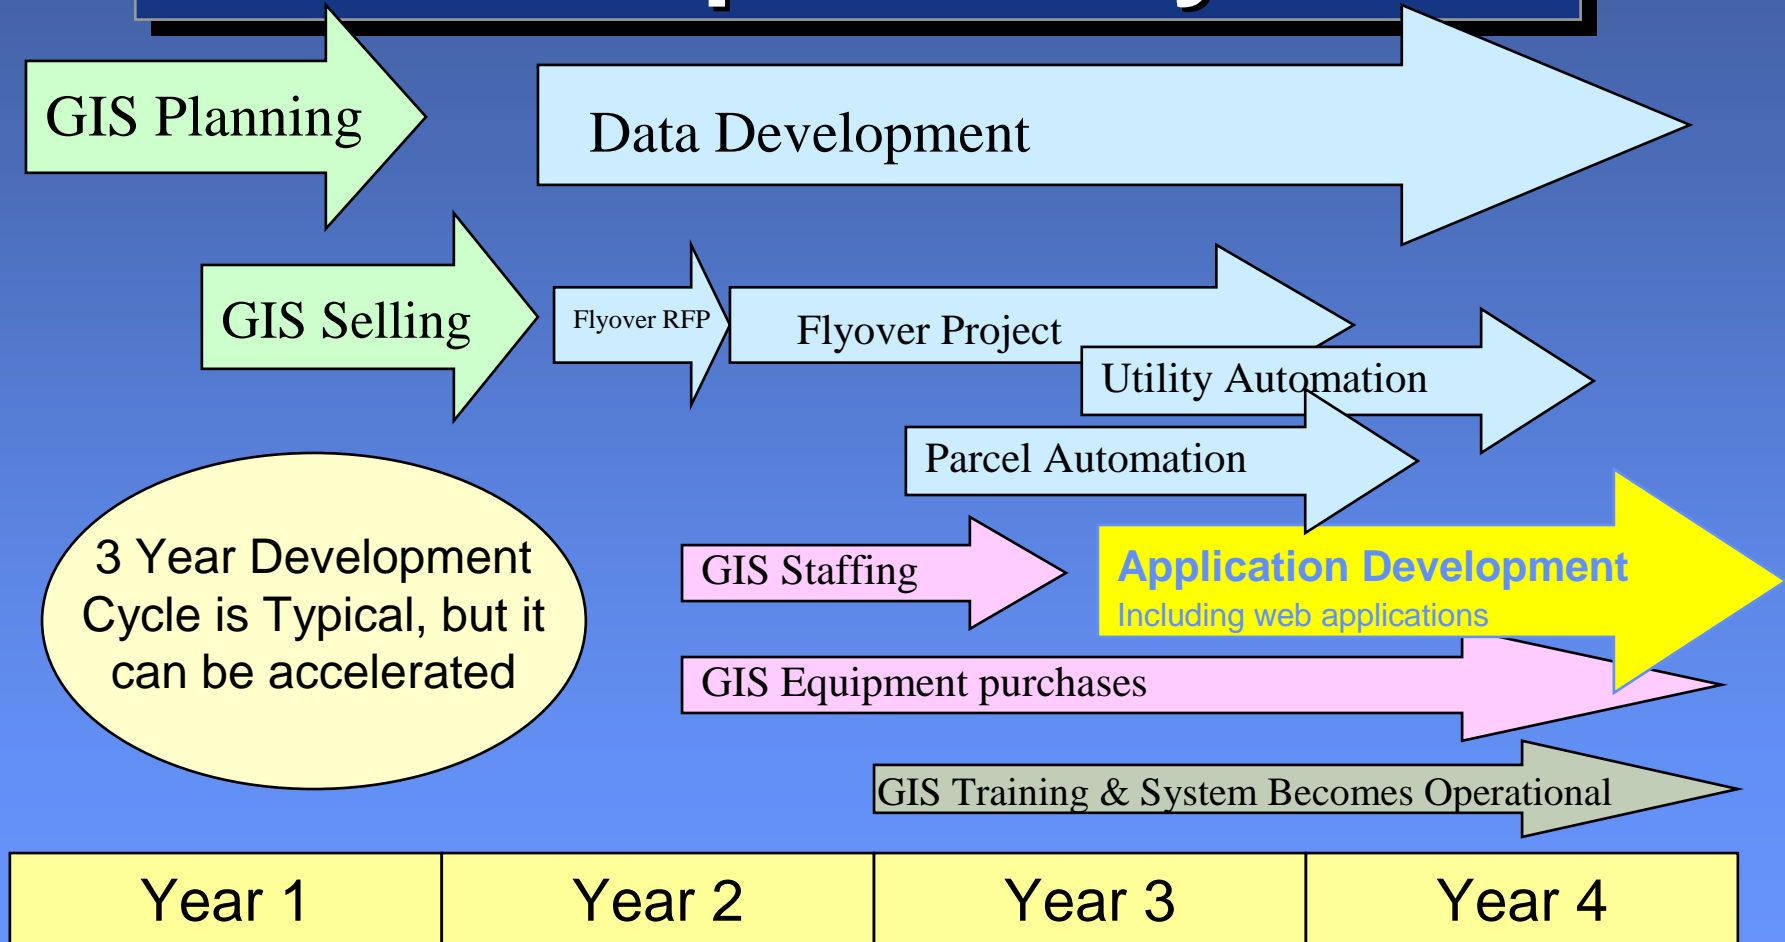 GIS Planning
Data Development
GIS Selling
Flyover RFP
Flyover Project
Utility Automation
Parcel Automation
3 Year Development
Cycle is Typical, but it
can be accelerated
GIS Staffing
Application Development
Including web applications
GIS Equipment purchases
GIS Training & System Becomes Operational
Year 1
Year 2
Year 3
Year 4